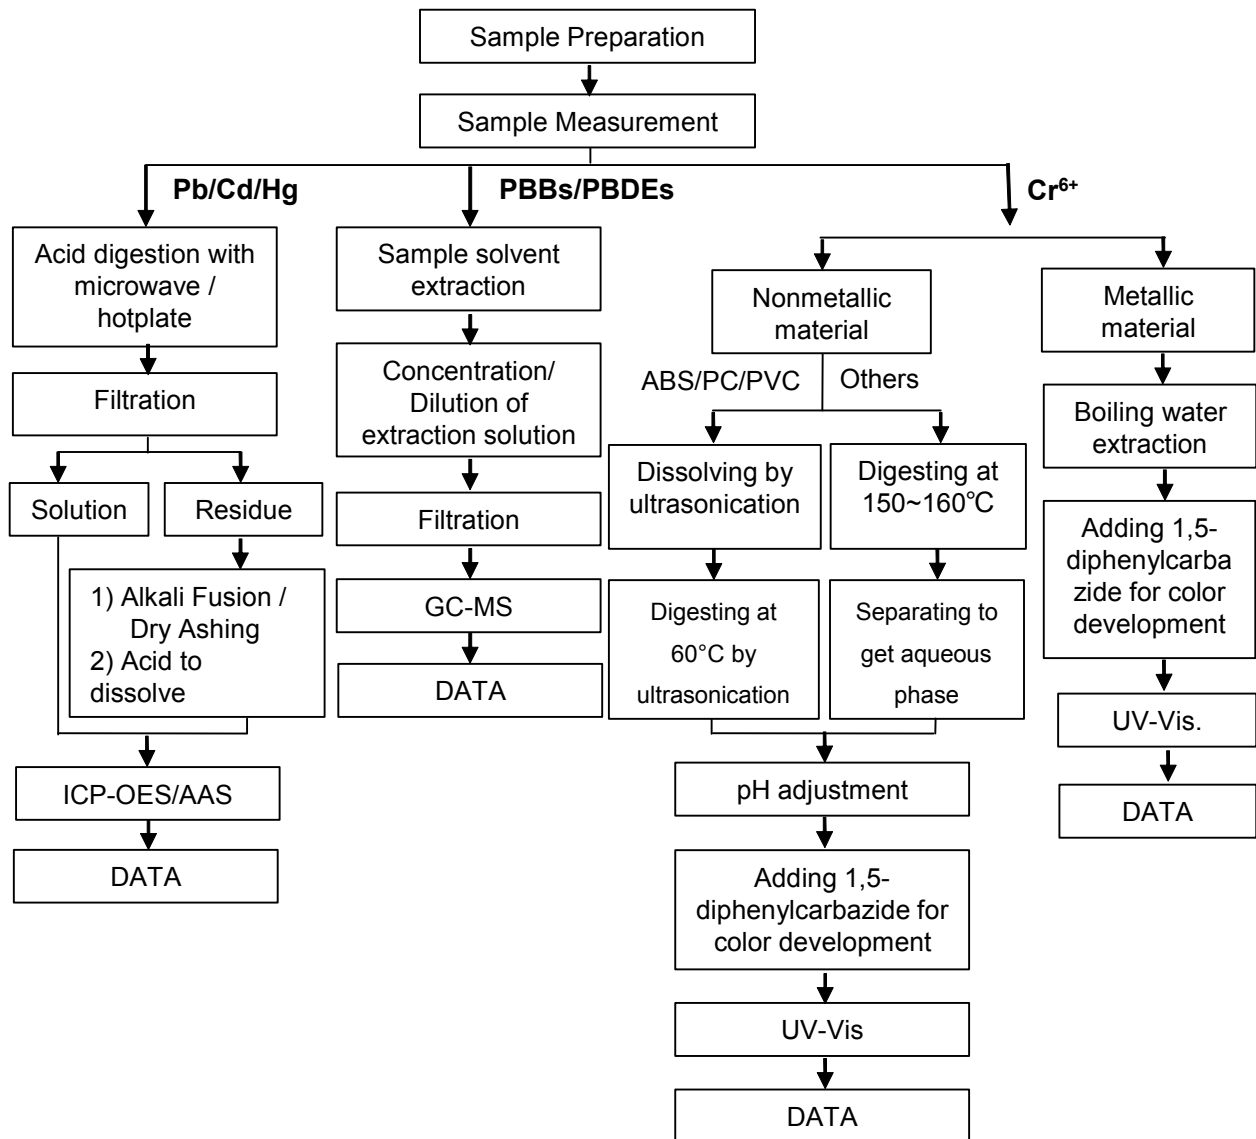 Sample Preparation
Sample Measurement
Pb/Cd/Hg
PBBs/PBDEs
Cr⁶⁺
Acid digestion with
microwave /
hotplate
Filtration
Solution
Residue
1) Alkali Fusion /
Dry Ashing
2) Acid to
dissolve
ICP-OES/AAS
DATA
Sample solvent
extraction
Concentration/
Dilution of
extraction solution
Filtration
GC-MS
DATA
Nonmetallic
material
ABS/PC/PVC
Others
Dissolving by
ultrasonication
Digesting at
60°C by
ultrasonication
Digesting at
150~160℃
Separating to
get aqueous
phase
pH adjustment
Adding 1,5-
diphenylcarbazide for
color development
UV-Vis
DATA
Metallic
material
Boiling water
extraction
Adding 1,5-
diphenylcarba
zide for color
development
UV-Vis.
DATA